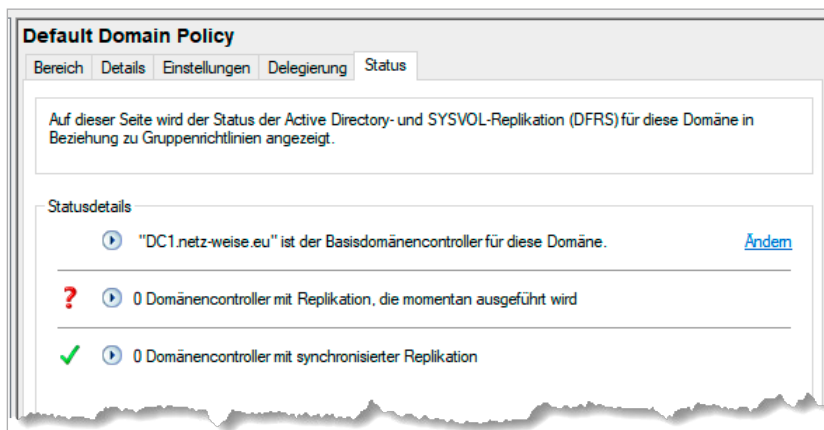 Default Domain Policy
Bereich Details Einstellungen Delegierung Status
Auf dieser Seite wird der Status der Active Directory- und SYSVOL-Replikation (DFRS) für diese Domäne in
Beziehung zu Gruppenrichtlinien angezeigt.
Statusdetails
"DC1.netz-weise.eu" ist der Basisdomänencontroller für diese Domäne. Ändern
0 Domänencontroller mit Replikation, die momentan ausgeführt wird
0 Domänencontroller mit synchronisierter Replikation